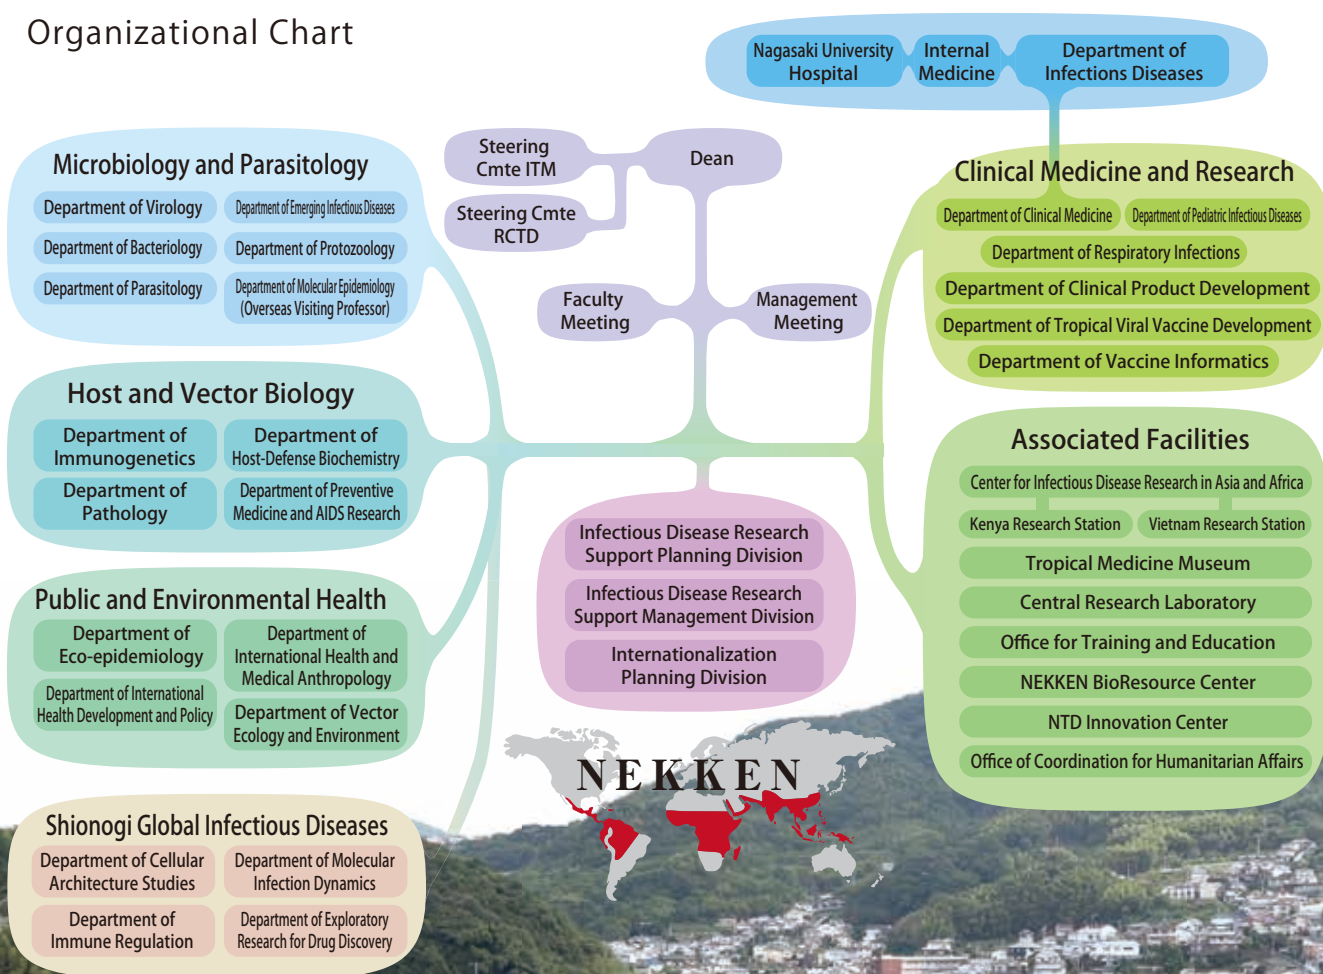 Organizational Chart
Nagasaki University
Hospital
Internal
Medicine
Department of
Infections Diseases
Steering
Cmte ITM
Dean
Steering Cmte
RCTD
Faculty
Meeting
Management
Meeting
Microbiology and Parasitology
Department of Virology
Department of Emerging Infectious Diseases
Department of Bacteriology
Department of Protozoology
Department of Parasitology
Department of Molecular Epidemiology
(Overseas Visiting Professor)
Host and Vector Biology
Department of
Immunogenetics
Department of
Host-Defense Biochemistry
Department of
Pathology
Department of Preventive
Medicine and AIDS Research
Public and Environmental Health
Department of
Eco-epidemiology
Department of
International Health and
Medical Anthropology
Department of International
Health Development and Policy
Department of Vector
Ecology and Environment
Shionogi Global Infectious Diseases
Department of Cellular
Architecture Studies
Department of Molecular
Infection Dynamics
Department of
Immune Regulation
Department of Exploratory
Research for Drug Discovery
Infectious Disease Research
Support Planning Division
Infectious Disease Research
Support Management Division
Internationalization
Planning Division
NEKKEN
Clinical Medicine and Research
Department of Clinical Medicine
Department of Pediatric Infectious Diseases
Department of Respiratory Infections
Department of Clinical Product Development
Department of Tropical Viral Vaccine Development
Department of Vaccine Informatics
Associated Facilities
Center for Infectious Disease Research in Asia and Africa
Kenya Research Station
Vietnam Research Station
Tropical Medicine Museum
Central Research Laboratory
Office for Training and Education
NEKKEN BioResource Center
NTD Innovation Center
Office of Coordination for Humanitarian Affairs